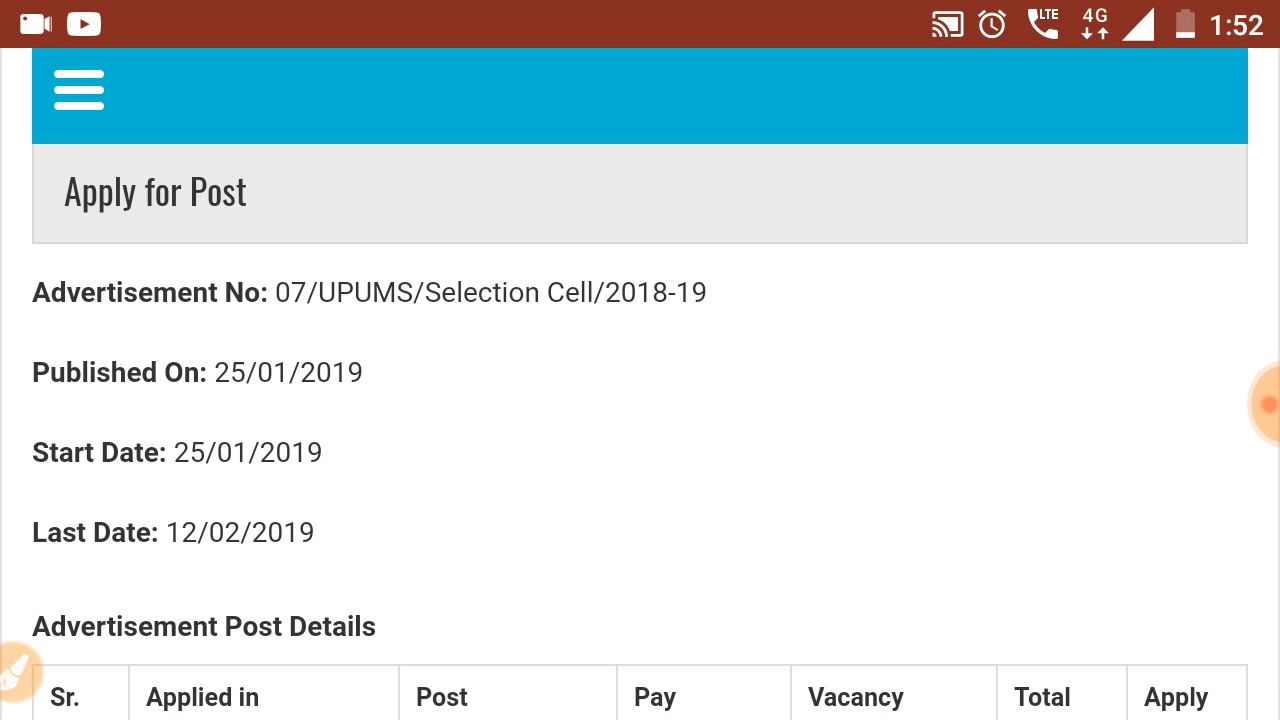 LTE 4G 1:52
Apply for Post
Advertisement No: 07/UPUMS/Selection Cell/2018-19
Published On: 25/01/2019
Start Date: 25/01/2019
Last Date: 12/02/2019
Advertisement Post Details
Sr. Applied in Post Pay Vacancy Total Apply